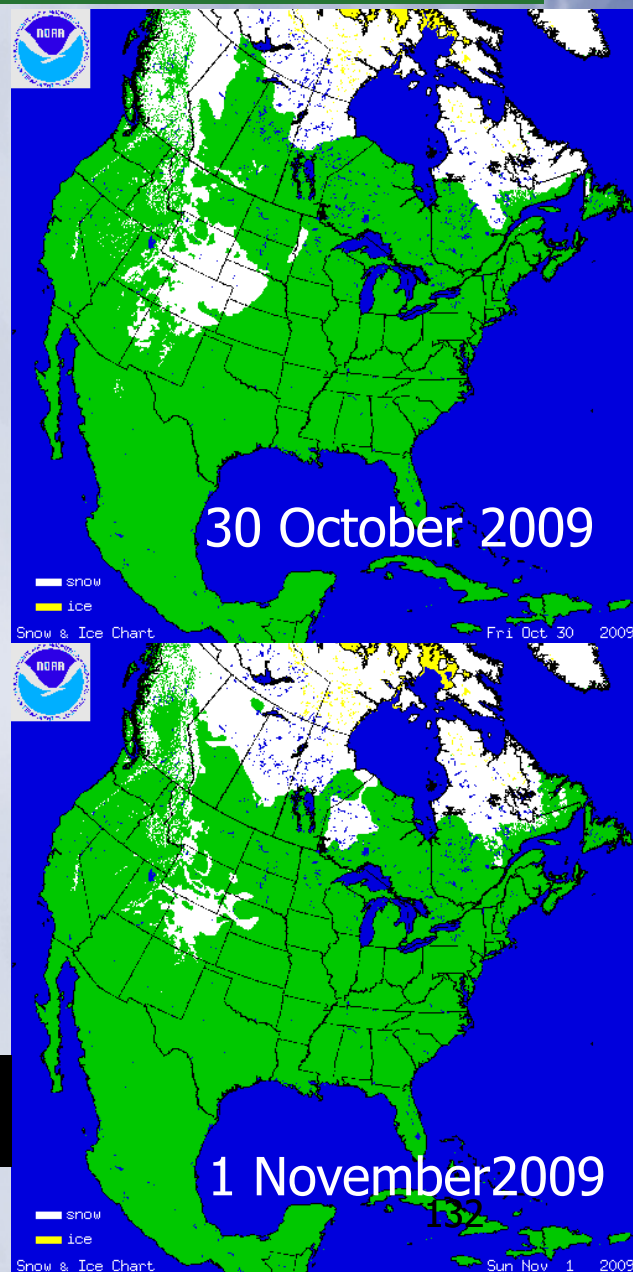 NOAA
30 October 2009
snow
ice
Snow & Ice Chart Fri Oct 30 2009
NOAA
1 November2009
132
snow
ice
Snow & Ice Chart Sun Nov 1 2009